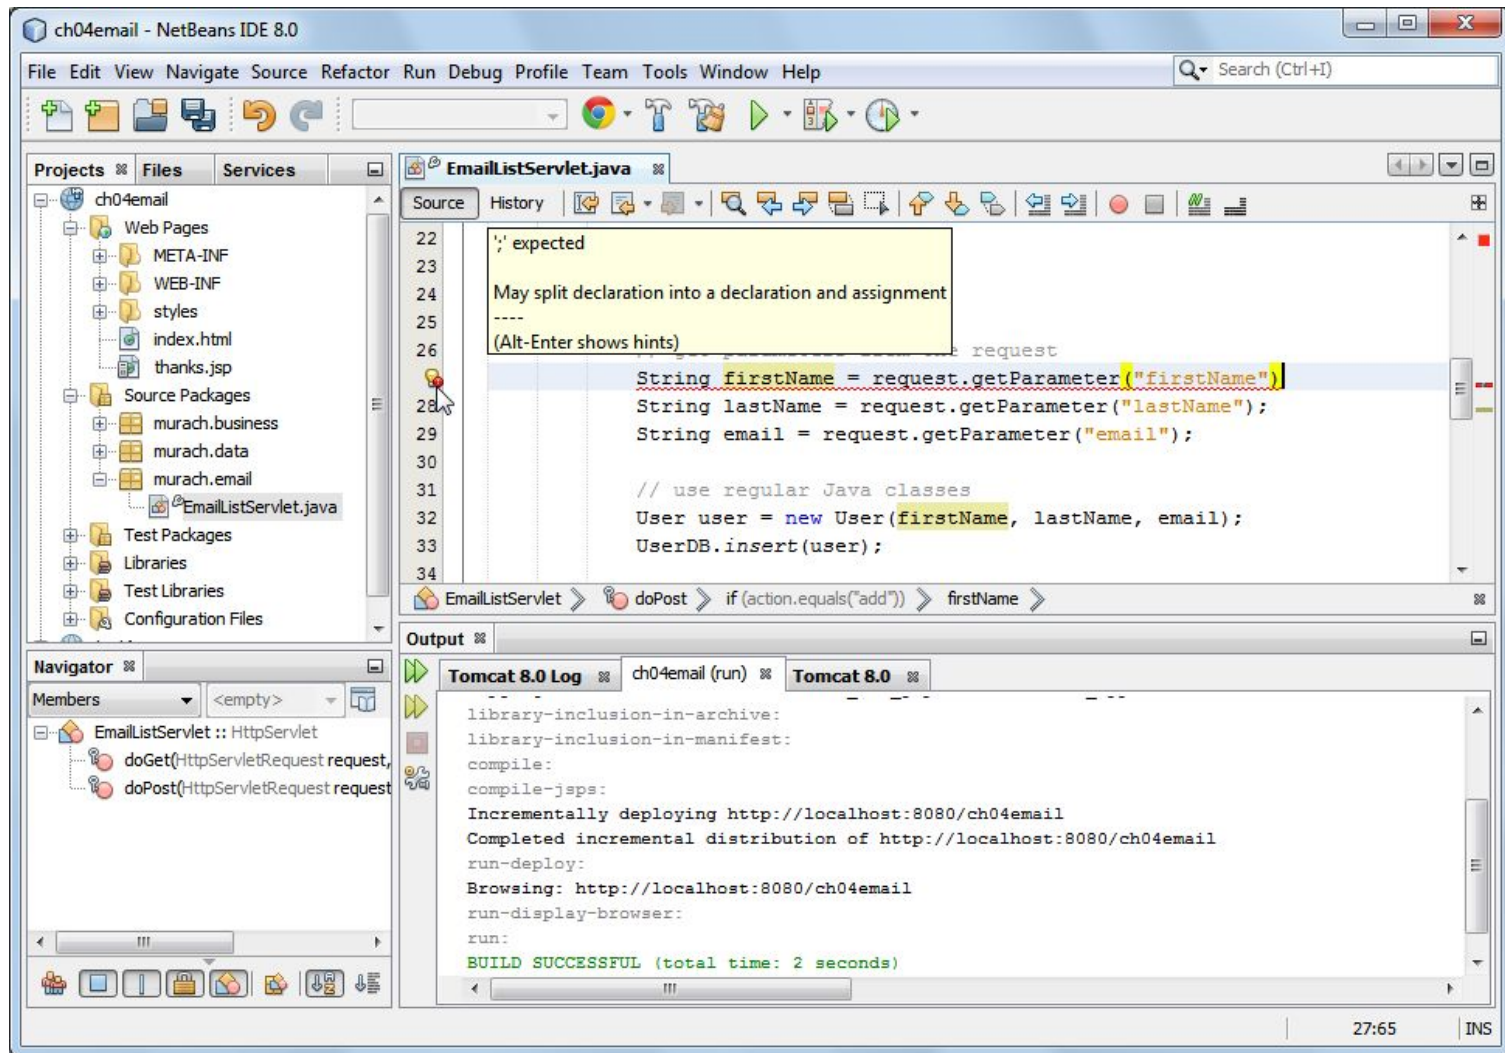 ch04email - NetBeans IDE 8.0
File Edit View Navigate Source Refactor Run Debug Profile Team Tools Window Help
Search (Ctrl+I)
Projects Files Services
ch04email
Web Pages
META-INF
WEB-INF
styles
index.html
thanks.jsp
Source Packages
murach.business
murach.data
murach.email
EmailListServlet.java
Test Packages
Libraries
Test Libraries
Configuration Files
Navigator
Members <empty>
EmailListServlet :: HttpServlet
doGet(HttpServletRequest request,
doPost(HttpServletRequest request
EmailListServlet.java
Source History
22
23
24
25
';' expected
May split declaration into a declaration and assignment
----
(Alt-Enter shows hints)
26 request
String firstName = request.getParameter("firstName")
28 String lastName = request.getParameter("lastName");
29 String email = request.getParameter("email");
30
31 // use regular Java classes
32 User user = new User(firstName, lastName, email);
33 UserDB.insert(user);
34
EmailListServlet doPost if (action.equals("add")) firstName
Output
Tomcat 8.0 Log ch04email (run) Tomcat 8.0
library-inclusion-in-archive:
library-inclusion-in-manifest:
compile:
compile-jsps:
Incrementally deploying http://localhost:8080/ch04email
Completed incremental distribution of http://localhost:8080/ch04email
run-deploy:
Browsing: http://localhost:8080/ch04email
run-display-browser:
run:
BUILD SUCCESSFUL (total time: 2 seconds)
27:65 INS